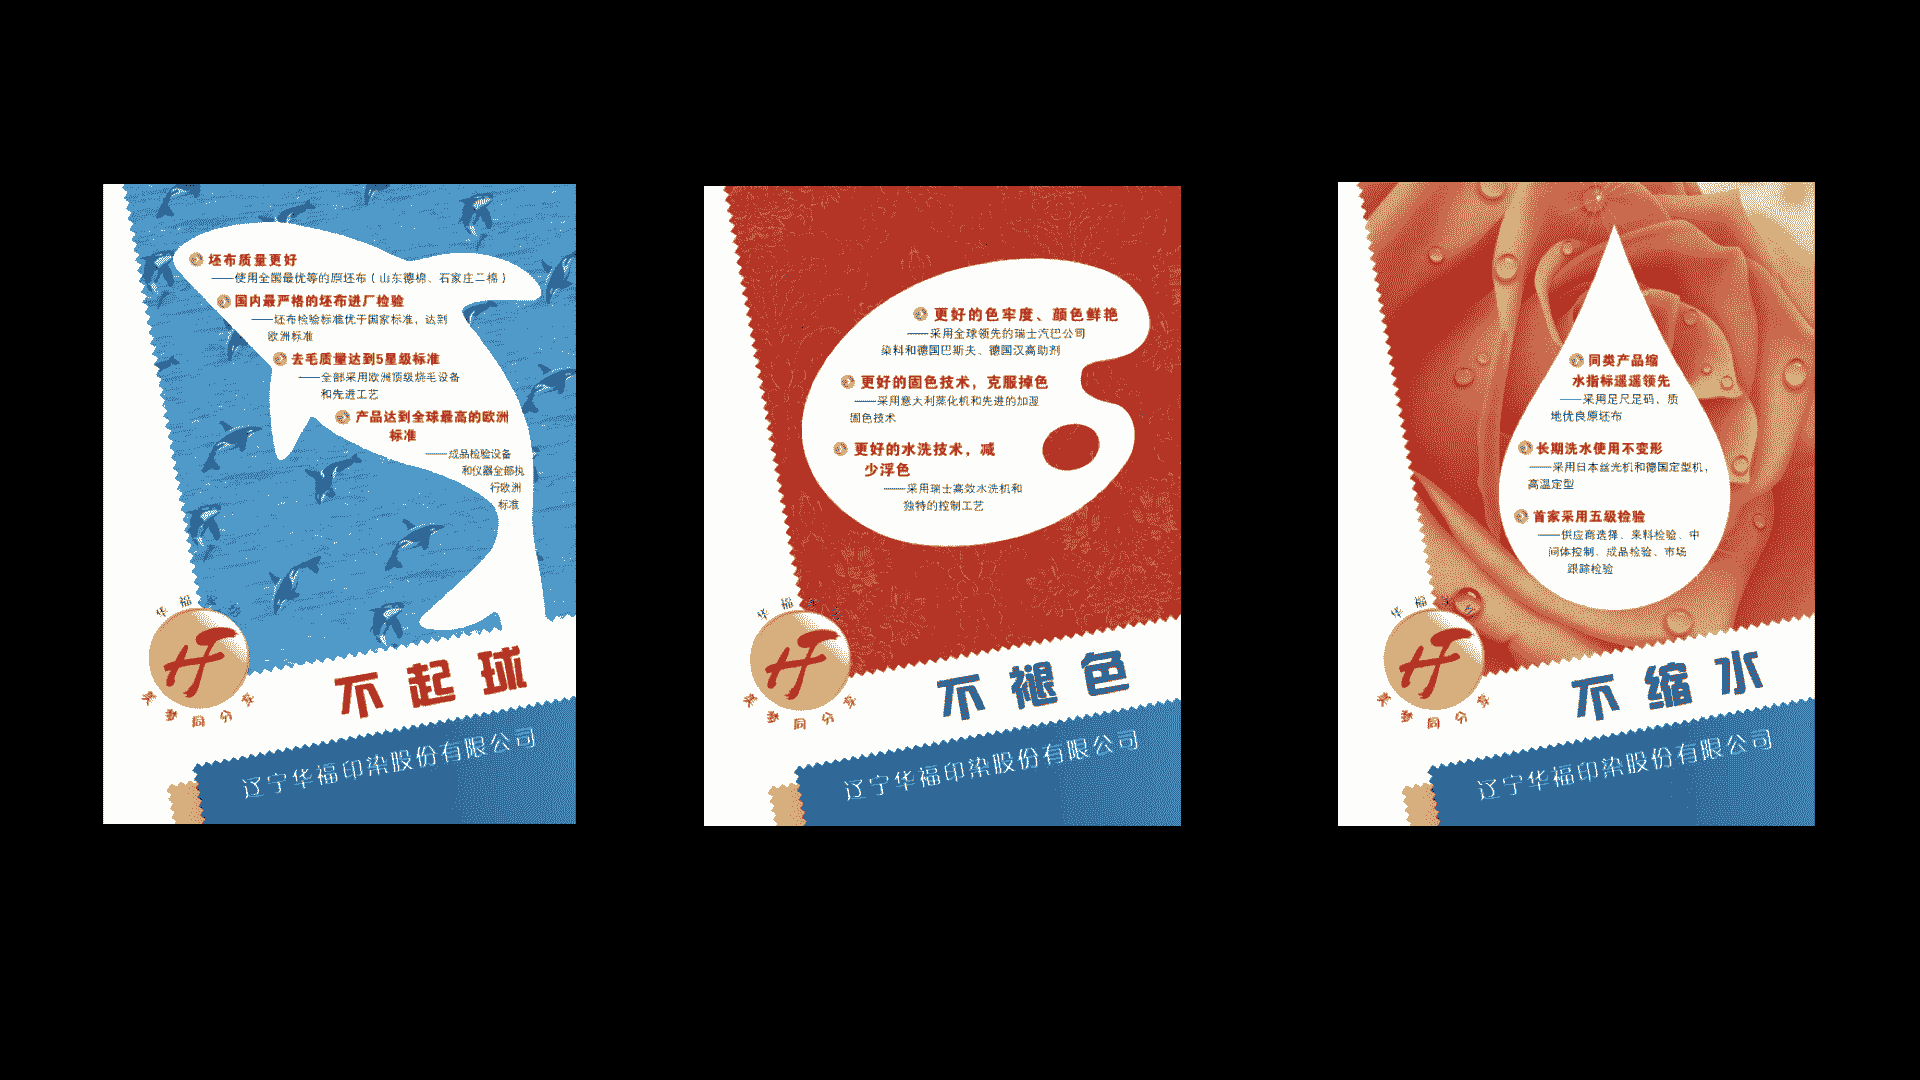 坯布质量更好
——使用全国最优等的原坯布（山东德棉、石家庄二棉）
国内最严格的坯布进厂检验
——坯布检验标准优于国家标准，达到
欧洲标准
去毛质量达到5星级标准
——全部采用欧洲顶级烧毛设备
和先进工艺
产品达到全球最高的欧洲
标准
——成品检验设备
和仪器全部执
行欧洲
标准
华福
不起球
辽宁华福印染股份有限公司
更好的色牢度、颜色鲜艳
——采用全球领先的瑞士汽巴公司
染料和德国巴斯夫、德国汉高助剂
更好的固色技术，克服掉色
——采用意大利蒸化机和先进的加湿
固色技术
更好的水洗技术，减
少浮色
——采用瑞士高效水洗机和
独特的控制工艺
华福
不褪色
辽宁华福印染股份有限公司
同类产品缩
水指标遥遥领先
——采用足尺足码、质
地优良原坯布
长期洗水使用不变形
——采用日本丝光机和德国定型机，
高温定型
首家采用五级检验
——供应商选择、来料检验、中
间体控制、成品检验、市场
跟踪检验
华福
不缩水
辽宁华福印染股份有限公司